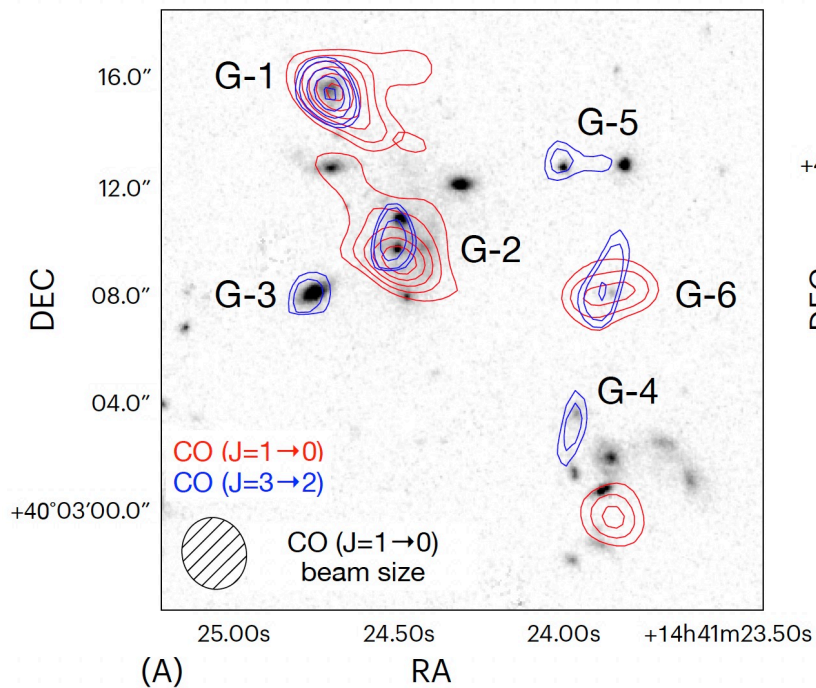 16.0″
G-1
G-5
12.0″
+4
G-2
DEC
08.0″
G-3
G-6
DEC
04.0″
G-4
CO (J=1→0)
CO (J=3→2)
+40°03′00.0″
CO (J=1→0)
beam size
25.00s
24.50s
24.00s
+14h41m23.50s
(A)
RA